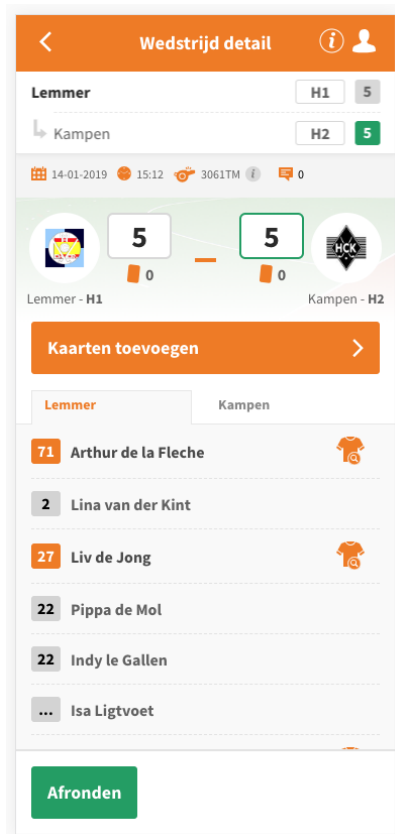 Wedstrijd detail
Lemmer H1 5
Kampen H2 5
14-01-2019 15:12 3061TM i 0
5 – 5
HCK
0 0
Lemmer - H1 Kampen - H2
Kaarten toevoegen
Lemmer Kampen
71 Arthur de la Fleche
2 Lina van der Kint
27 Liv de Jong
22 Pippa de Mol
22 Indy le Gallen
... Isa Ligtvoet
Afronden